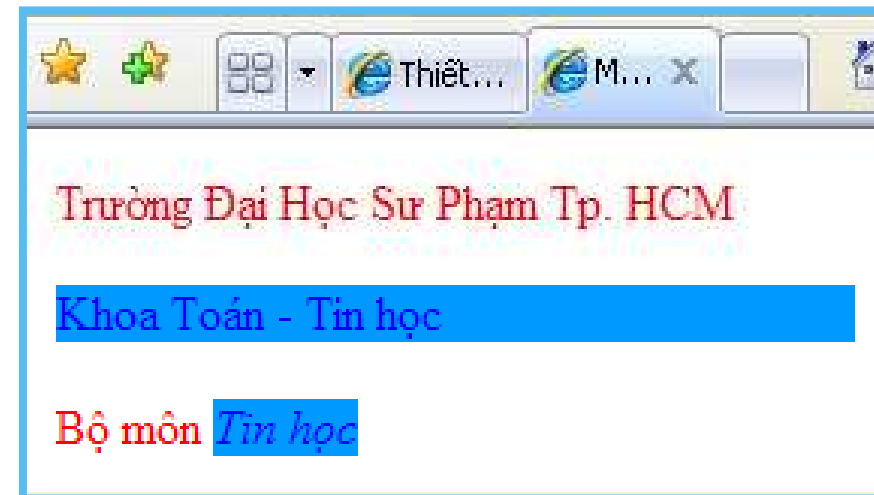 Thiết... M...
Trường Đại Học Sư Phạm Tp. HCM
Khoa Toán - Tin học
Bộ môn Tin học